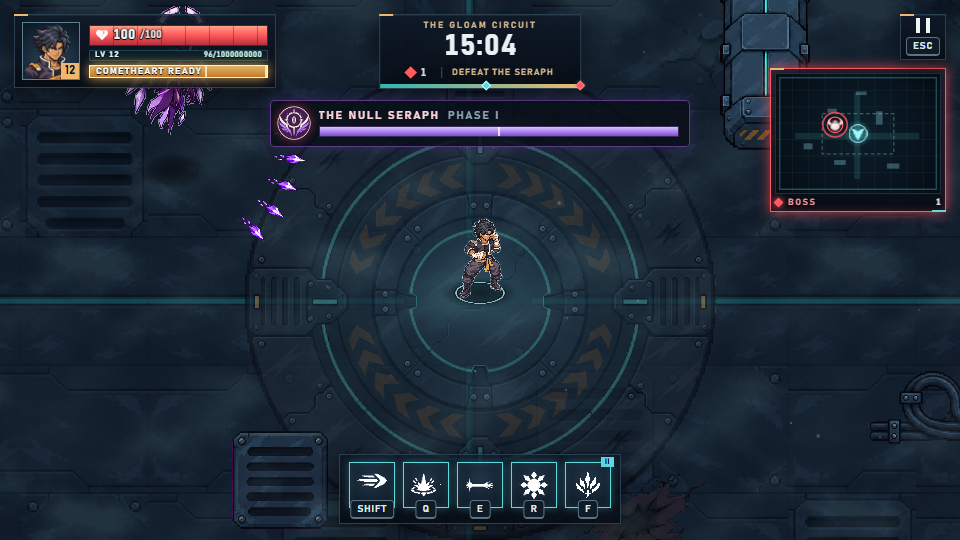 100/100
LV 12
96/1000000000
12
COMETHEART READY
THE GLOAM CIRCUIT
15:04
1
DEFEAT THE SERAPH
ESC
THE NULL SERAPH PHASE I
BOSS
1
SHIFT
Q
E
R
F